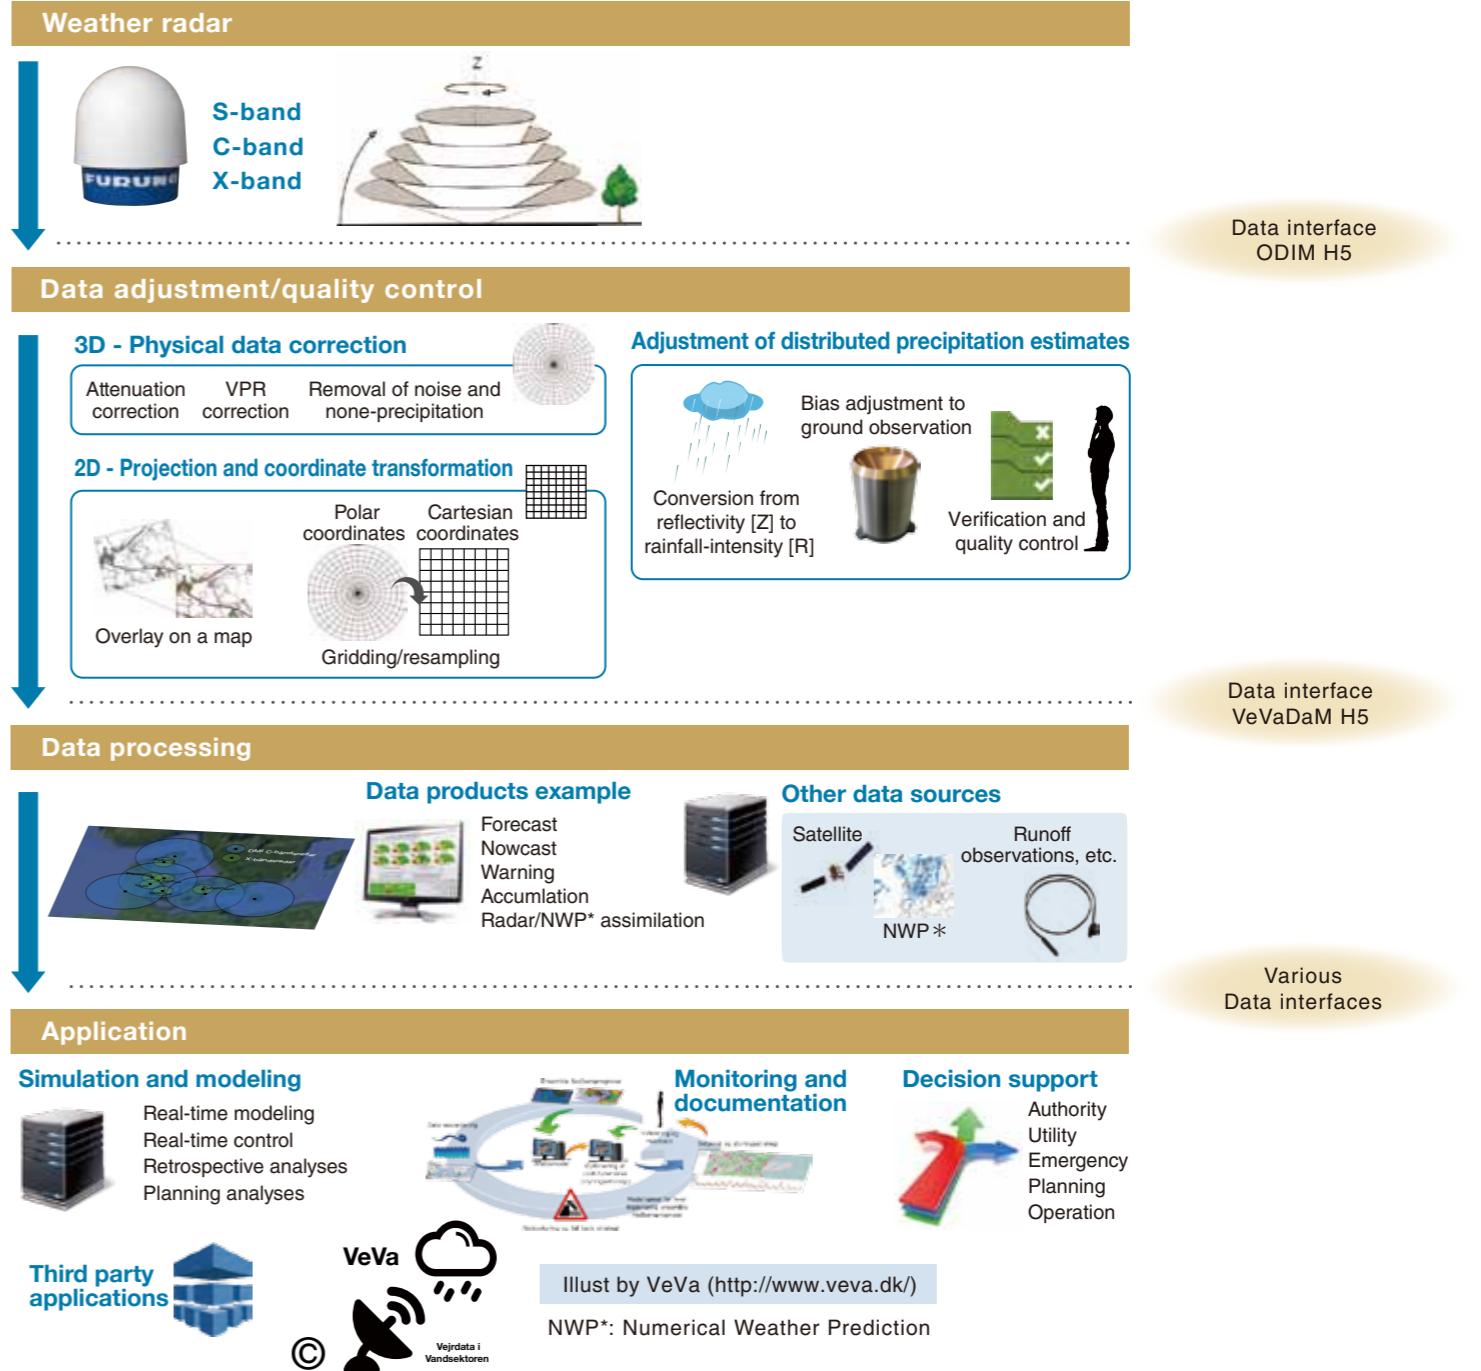 Weather radar
Z
S-band
C-band
X-band
FURUNO
Data interface
ODIM H5
Data adjustment/quality control
3D - Physical data correction
Attenuation
correction
VPR
correction
Removal of noise and
none-precipitation
2D - Projection and coordinate transformation
Overlay on a map
Polar
coordinates
Cartesian
coordinates
Gridding/resampling
Adjustment of distributed precipitation estimates
Conversion from
reflectivity [Z] to
rainfall-intensity [R]
Bias adjustment to
ground observation
Verification and
quality control
Data interface
VeVaDaM H5
Data processing
Data products example
Forecast
Nowcast
Warning
Accumlation
Radar/NWP* assimilation
Other data sources
Satellite
NWP＊
Runoff
observations, etc.
Various
Data interfaces
Application
Simulation and modeling
Real-time modeling
Real-time control
Retrospective analyses
Planning analyses
Monitoring and
documentation
Decision support
Authority
Utility
Emergency
Planning
Operation
Third party
applications
VeVa
©
Vejrdata i
Vandsektoren
Illust by VeVa (http://www.veva.dk/)
NWP*: Numerical Weather Prediction